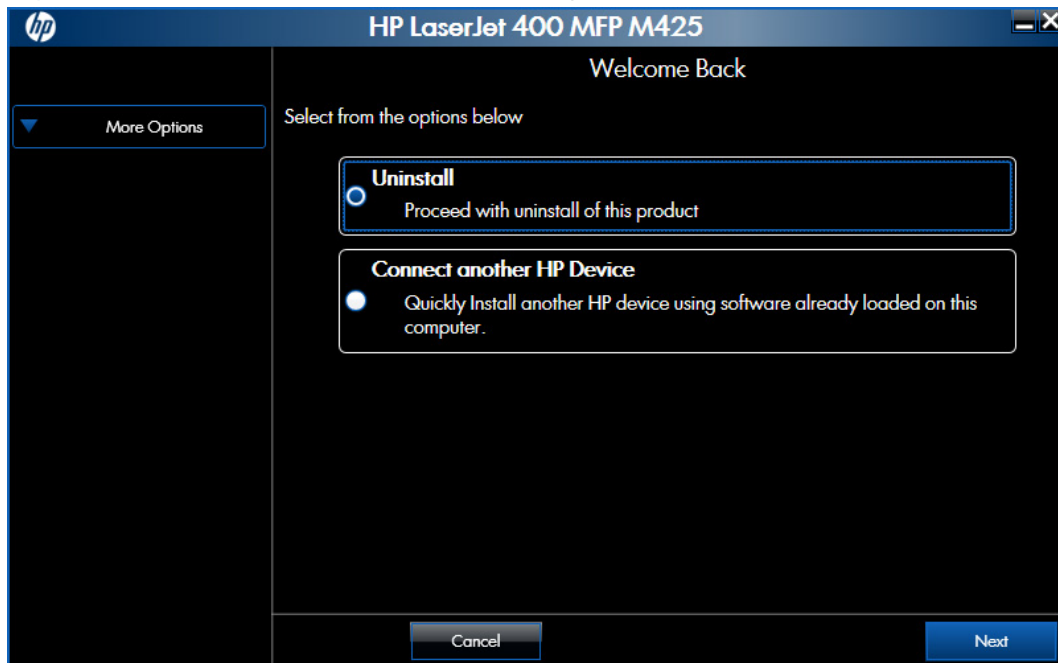 hp
HP LaserJet 400 MFP M425
Welcome Back
More Options
Select from the options below
Uninstall
Proceed with uninstall of this product
Connect another HP Device
Quickly Install another HP device using software already loaded on this
computer.
Cancel
Next